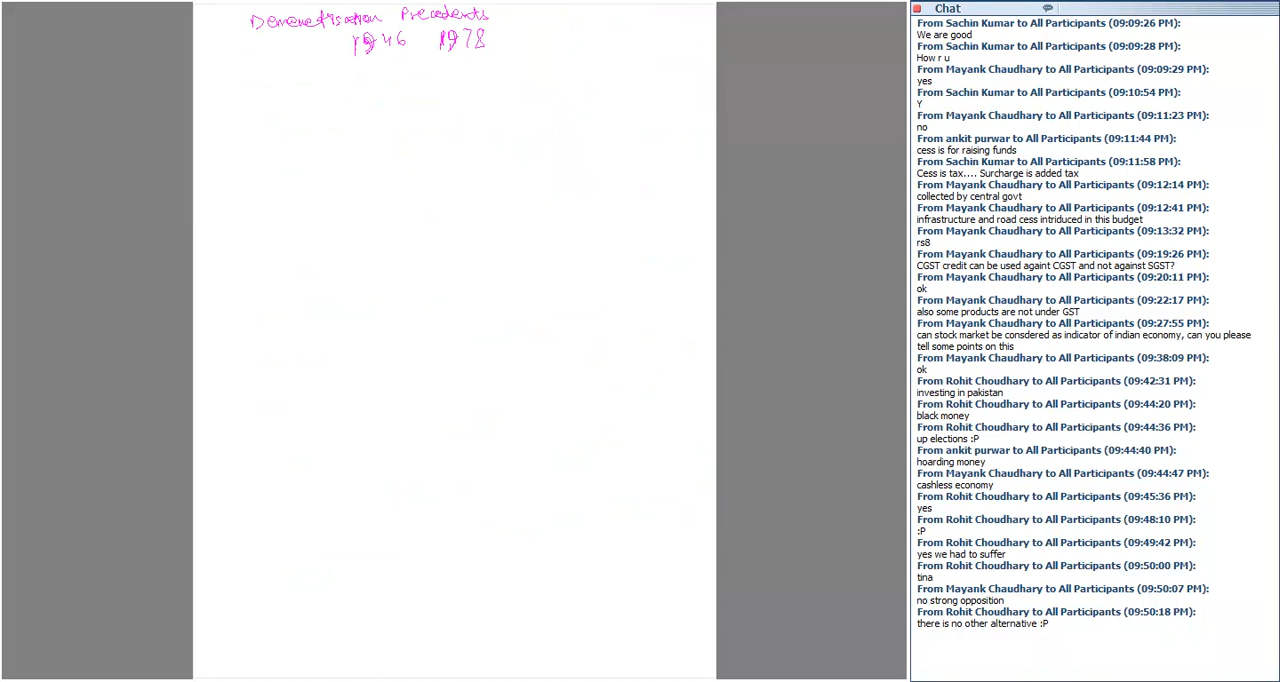 Demonetisation Precedents
1946 1978
Chat
From Sachin Kumar to All Participants (09:09:26 PM):
We are good
From Sachin Kumar to All Participants (09:09:28 PM):
How r u
From Mayank Chaudhary to All Participants (09:09:29 PM):
yes
From Sachin Kumar to All Participants (09:10:54 PM):
Y
From Mayank Chaudhary to All Participants (09:11:23 PM):
no
From ankit purwar to All Participants (09:11:44 PM):
cess is for raising funds
From Sachin Kumar to All Participants (09:11:58 PM):
Cess is tax.... Surcharge is added tax
From Mayank Chaudhary to All Participants (09:12:14 PM):
collected by central govt
From Mayank Chaudhary to All Participants (09:12:41 PM):
infrastructure and road cess intriduced in this budget
From Mayank Chaudhary to All Participants (09:13:32 PM):
rs8
From Mayank Chaudhary to All Participants (09:19:26 PM):
CGST credit can be used againt CGST and not against SGST?
From Mayank Chaudhary to All Participants (09:20:11 PM):
ok
From Mayank Chaudhary to All Participants (09:22:17 PM):
also some products are not under GST
From Mayank Chaudhary to All Participants (09:27:55 PM):
can stock market be consdered as indicator of indian economy, can you please
tell some points on this
From Mayank Chaudhary to All Participants (09:38:09 PM):
ok
From Rohit Choudhary to All Participants (09:42:31 PM):
investing in pakistan
From Rohit Choudhary to All Participants (09:44:20 PM):
black money
From Rohit Choudhary to All Participants (09:44:36 PM):
up elections :P
From ankit purwar to All Participants (09:44:40 PM):
hoarding money
From Mayank Chaudhary to All Participants (09:44:47 PM):
cashless economy
From Rohit Choudhary to All Participants (09:45:36 PM):
yes
From Rohit Choudhary to All Participants (09:48:10 PM):
:P
From Rohit Choudhary to All Participants (09:49:42 PM):
yes we had to suffer
From Rohit Choudhary to All Participants (09:50:00 PM):
tina
From Mayank Chaudhary to All Participants (09:50:07 PM):
no strong opposition
From Rohit Choudhary to All Participants (09:50:18 PM):
there is no other alternative :P